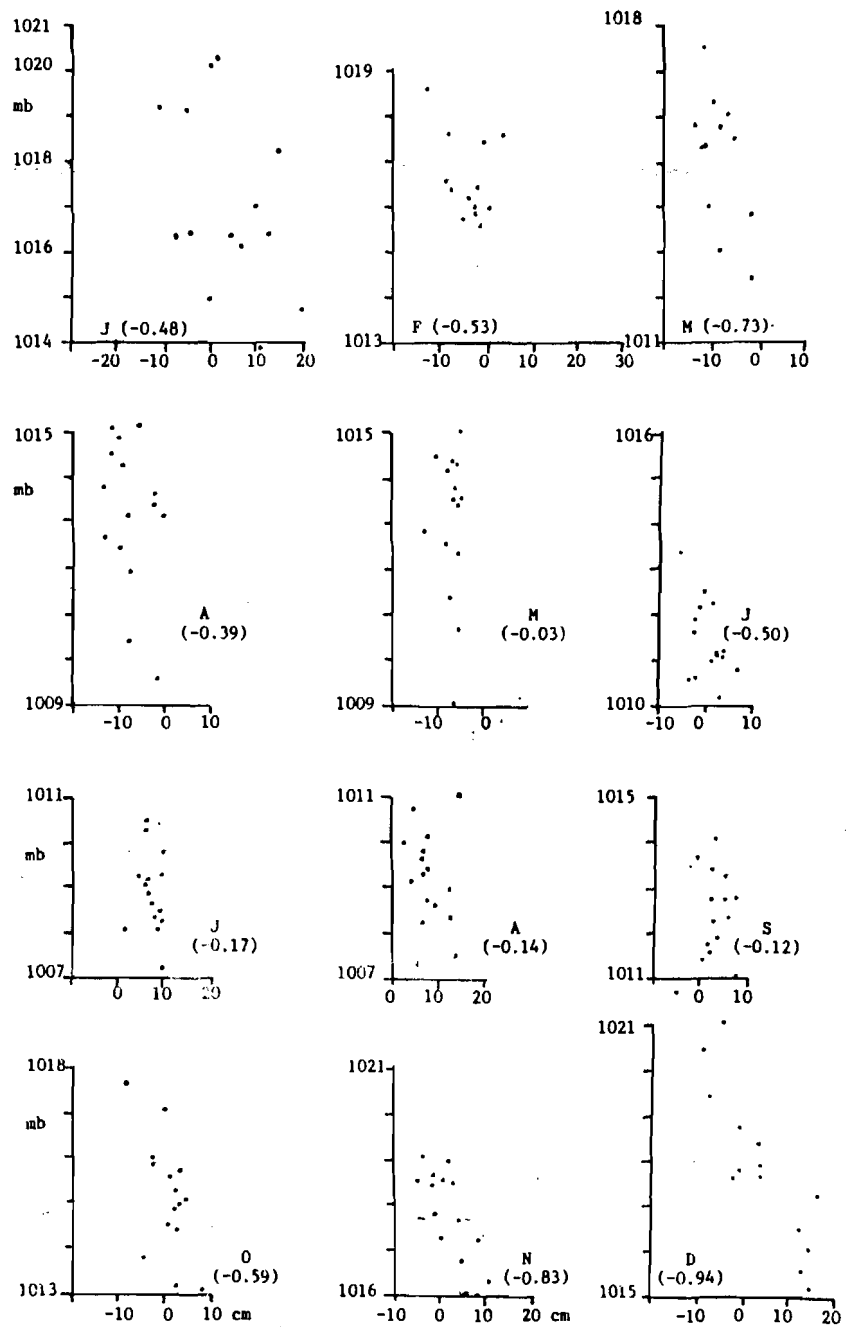 1021
1020
mb
1018
1016
1014
J (-0.48)
-20 -10 0 10 20
1019
1013
F (-0.53)
-10 0 10 20 30
1018
1011
M (-0.73)
-10 0 10
1015
mb
1009
A
(-0.39)
-10 0 10
1015
1009
M
(-0.03)
-10 0
1016
1010
J
(-0.50)
-10 0 10
1011
mb
1007
J
(-0.17)
0 10 20
1011
1007
A
(-0.14)
0 10 20
1015
1011
S
(-0.12)
0 10
1018
mb
1013
O
(-0.59)
-10 0 10 cm
1021
1016
N
(-0.83)
-10 0 10 20 cm
1021
1015
D
(-0.94)
-20 -10 0 10 20